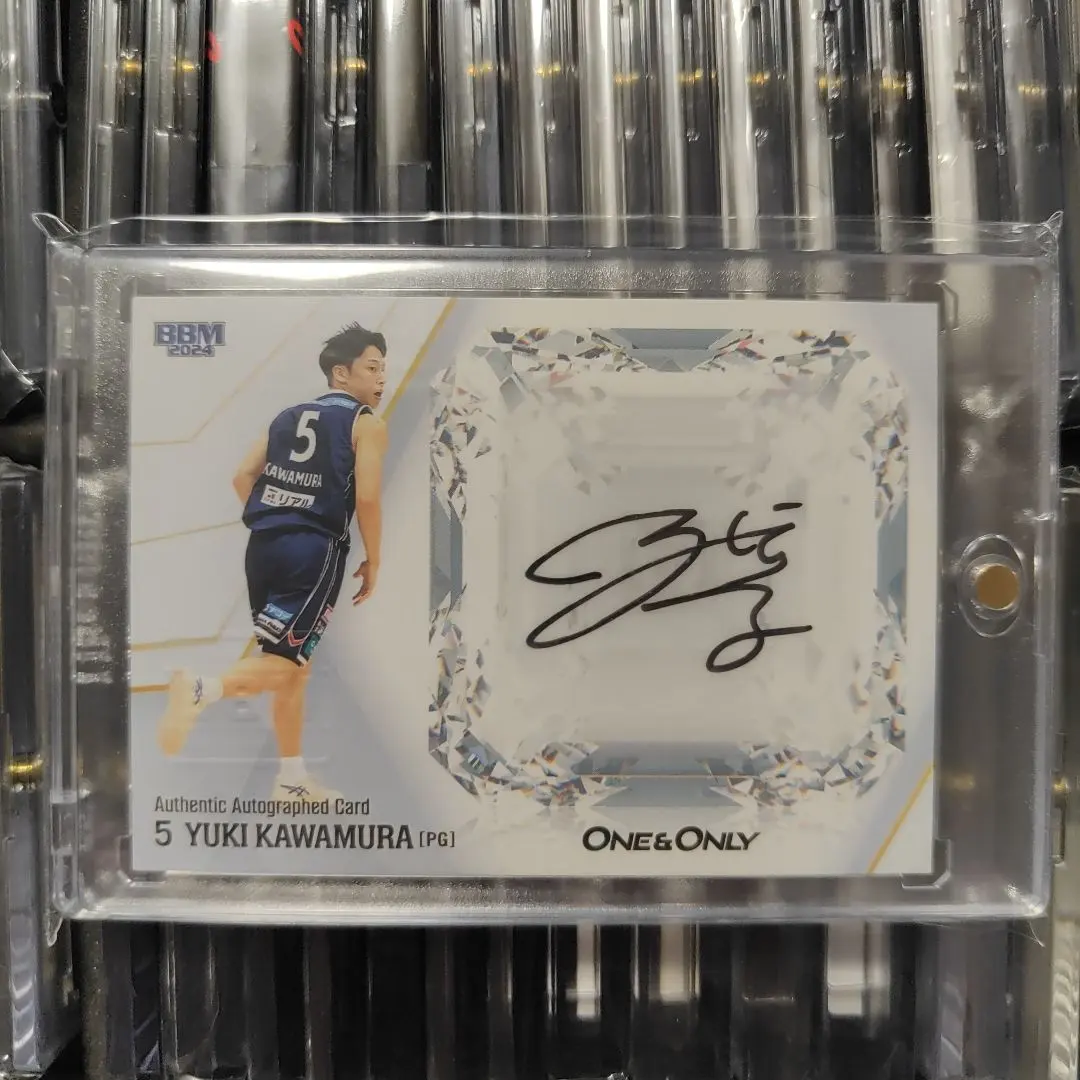 BBM
2024
5
KAWAMURA
リアル
Authentic Autographed Card
5 YUKI KAWAMURA [PG]
ONE&ONLY